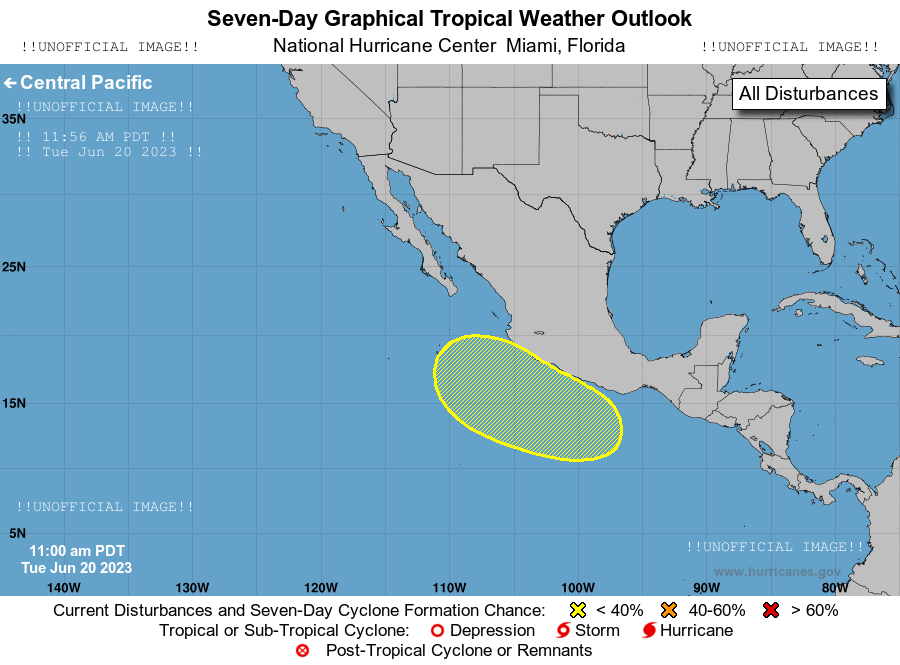 Seven-Day Graphical Tropical Weather Outlook
!!UNOFFICIAL IMAGE!! National Hurricane Center Miami, Florida !!UNOFFICIAL IMAGE!!
← Central Pacific
All Disturbances
!!UNOFFICIAL IMAGE!!
35N
!! 11:56 AM PDT !!
!! Tue Jun 20 2023 !!
25N
15N
!!UNOFFICIAL IMAGE!!
5N
11:00 am PDT
Tue Jun 20 2023
!!UNOFFICIAL IMAGE!!
www.hurricanes.gov
140W 130W 120W 110W 100W 90W 80W
Current Disturbances and Seven-Day Cyclone Formation Chance: < 40% 40-60% > 60%
Tropical or Sub-Tropical Cyclone: Depression Storm Hurricane
Post-Tropical Cyclone or Remnants